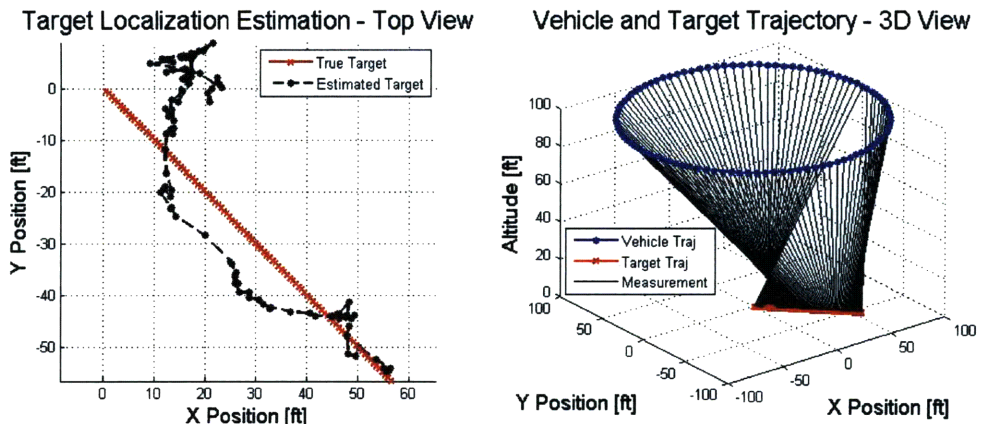 Target Localization Estimation - Top View
True Target
Estimated Target
0
-10
-20
-30
-40
-50
Y Position [ft]
0
10
20
30
40
50
60
X Position [ft]
Vehicle and Target Trajectory - 3D View
100
80
60
40
20
0
Altitude [ft]
Vehicle Traj
Target Traj
Measurement
100
50
0
-50
-100
Y Position [ft]
-100
-50
0
50
100
X Position [ft]